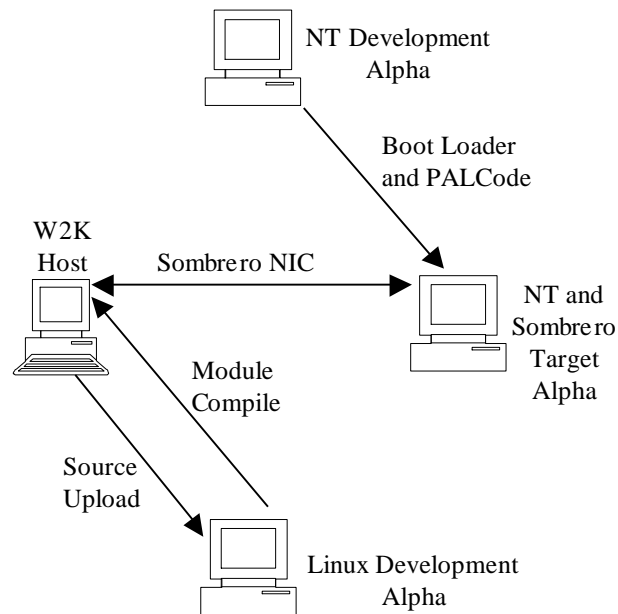 NT Development
Alpha
Boot Loader
and PALCode
W2K
Host
Sombrero NIC
NT and
Sombrero
Target
Alpha
Module
Compile
Source
Upload
Linux Development
Alpha